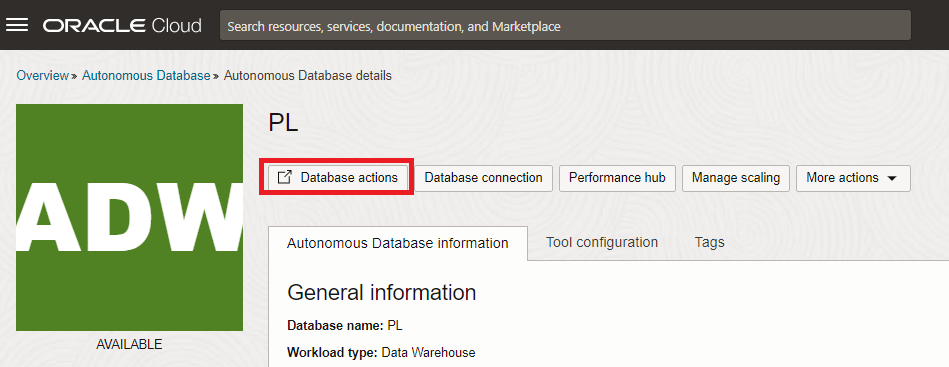 ORACLE Cloud
Search resources, services, documentation, and Marketplace
Overview » Autonomous Database » Autonomous Database details
ADW
AVAILABLE
PL
Database actions
Database connection
Performance hub
Manage scaling
More actions
Autonomous Database information
Tool configuration
Tags
General information
Database name: PL
Workload type: Data Warehouse